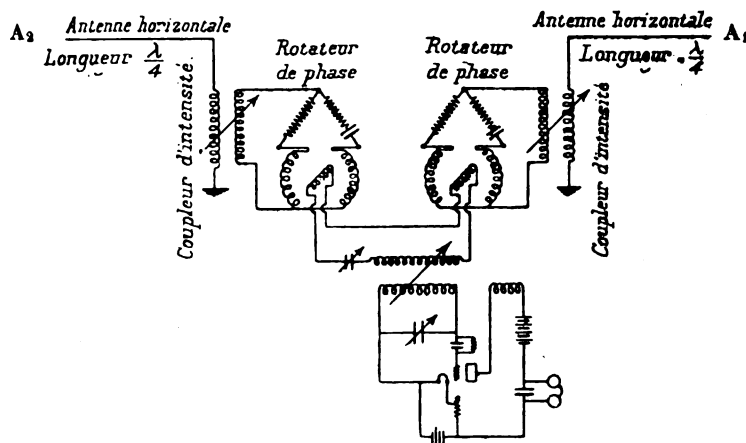 A₂
Antenne horizontale
Longueur λ/4
Coupleur d'intensité.
Rotateur
de phase
Rotateur
de phase
Antenne horizontale
A₁
Longueur . λ/4
Coupleur d'intensité